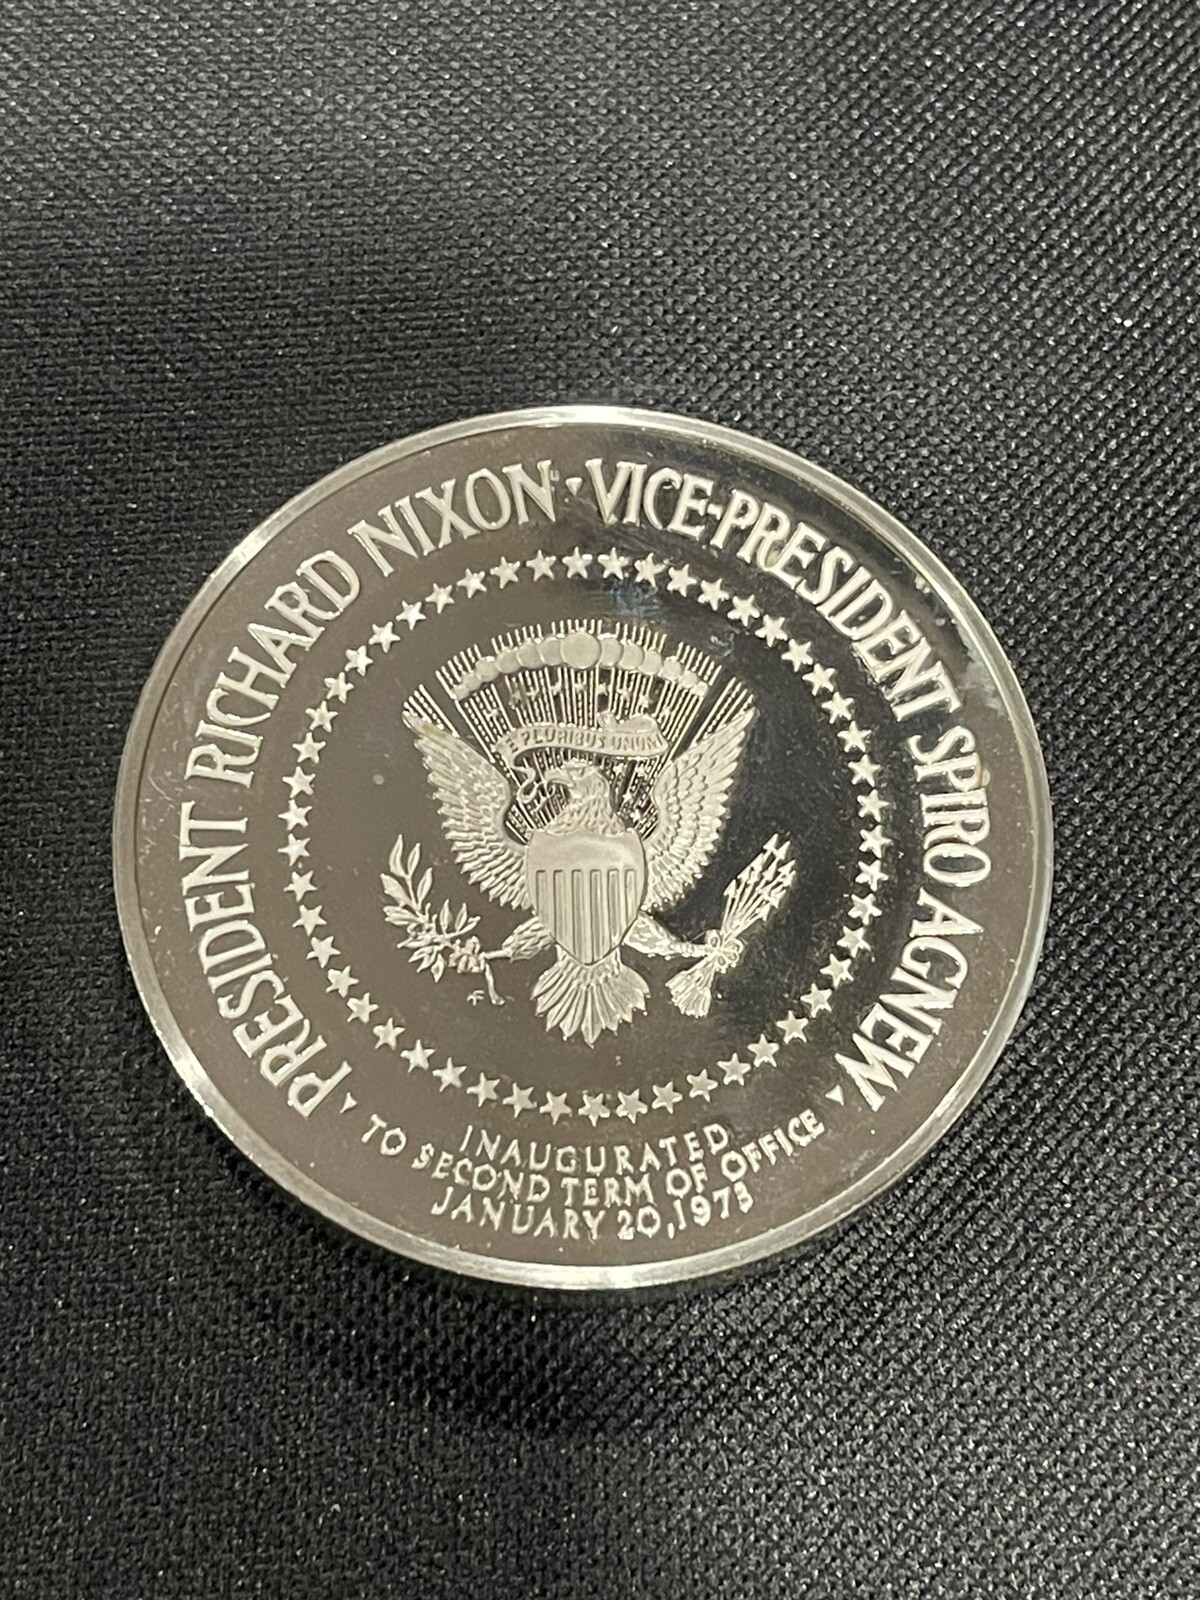 PRESIDENT RICHARD NIXON · VICE-PRESIDENT SPIRO AGNEW
E PLURIBUS UNUM
INAUGURATED
TO SECOND TERM OF OFFICE
JANUARY 20, 1973